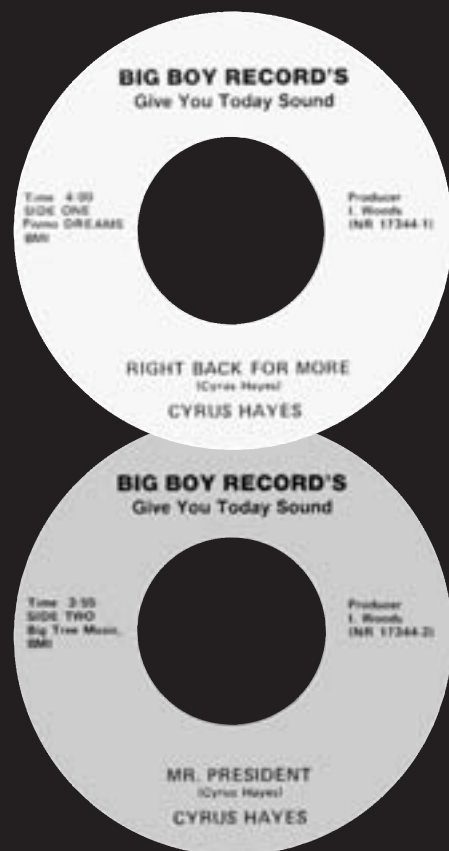 BIG BOY RECORD'S
Give You Today Sound
Time 4:00
SIDE ONE
DREAMS
BMI
Producer
I. Woods
(NR 17344-1)
RIGHT BACK FOR MORE
(Cyrus Hayes)
CYRUS HAYES
BIG BOY RECORD'S
Give You Today Sound
Time 3:55
SIDE TWO
Big Tree Music,
BMI
Producer
I. Woods
(NR 17344-2)
MR. PRESIDENT
(Cyrus Hayes)
CYRUS HAYES